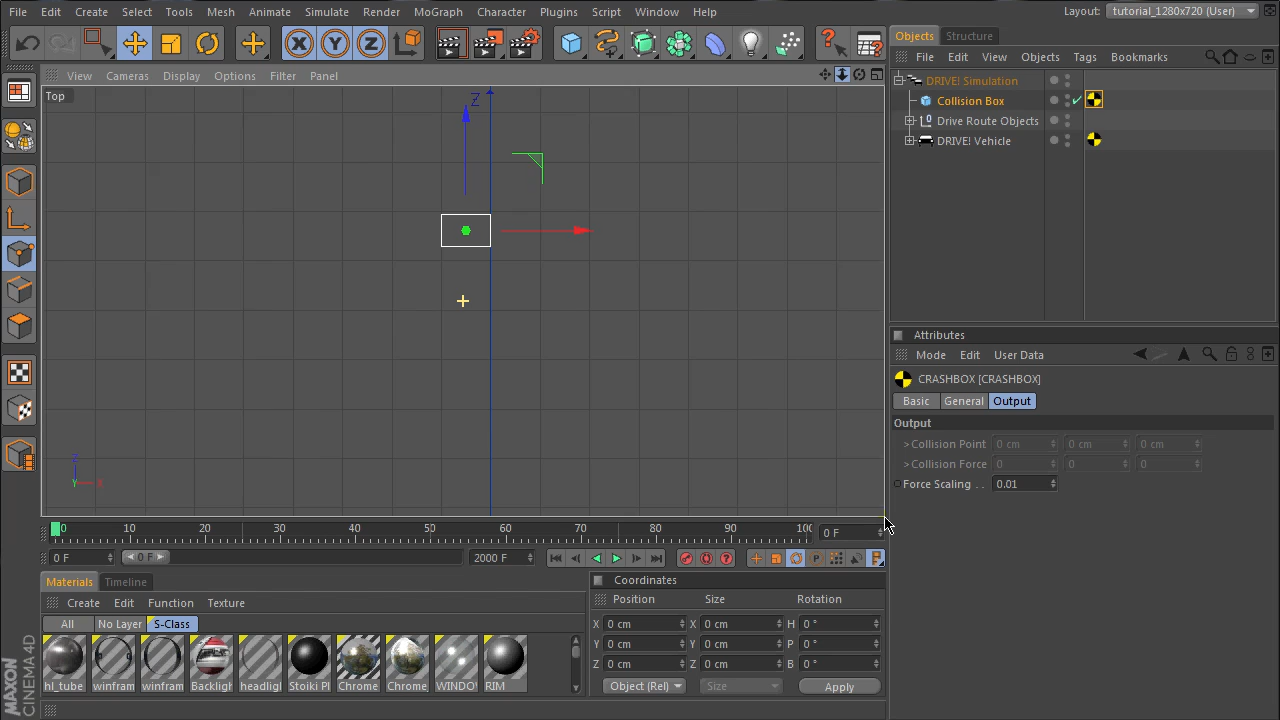 File Edit Create Select Tools Mesh Animate Simulate Render MoGraph Character Plugins Script Window Help Layout: tutorial_1280x720 (User)
X Y Z
Objects Structure
File Edit View Objects Tags Bookmarks
View Cameras Display Options Filter Panel
Top
Z
DRIVE! Simulation
Collision Box
Drive Route Objects
DRIVE! Vehicle
Attributes
Mode Edit User Data
CRASHBOX [CRASHBOX]
Basic General Output
Output
> Collision Point 0 cm 0 cm 0 cm
> Collision Force 0 0 0
Force Scaling . . 0.01
Z
Y X
0 10 20 30 40 50 60 70 80 90 100 0 F
0 F 0 F 2000 F P
Materials Timeline
Create Edit Function Texture
All No Layer S-Class
hl_tube winfram winfram Backligh headligl Stoiki Pl Chrome Chrome WINDO RIM
Coordinates
Position Size Rotation
X 0 cm X 0 cm H 0 °
Y 0 cm Y 0 cm P 0 °
Z 0 cm Z 0 cm B 0 °
Object (Rel) Size Apply
MAXON
CINEMA 4D